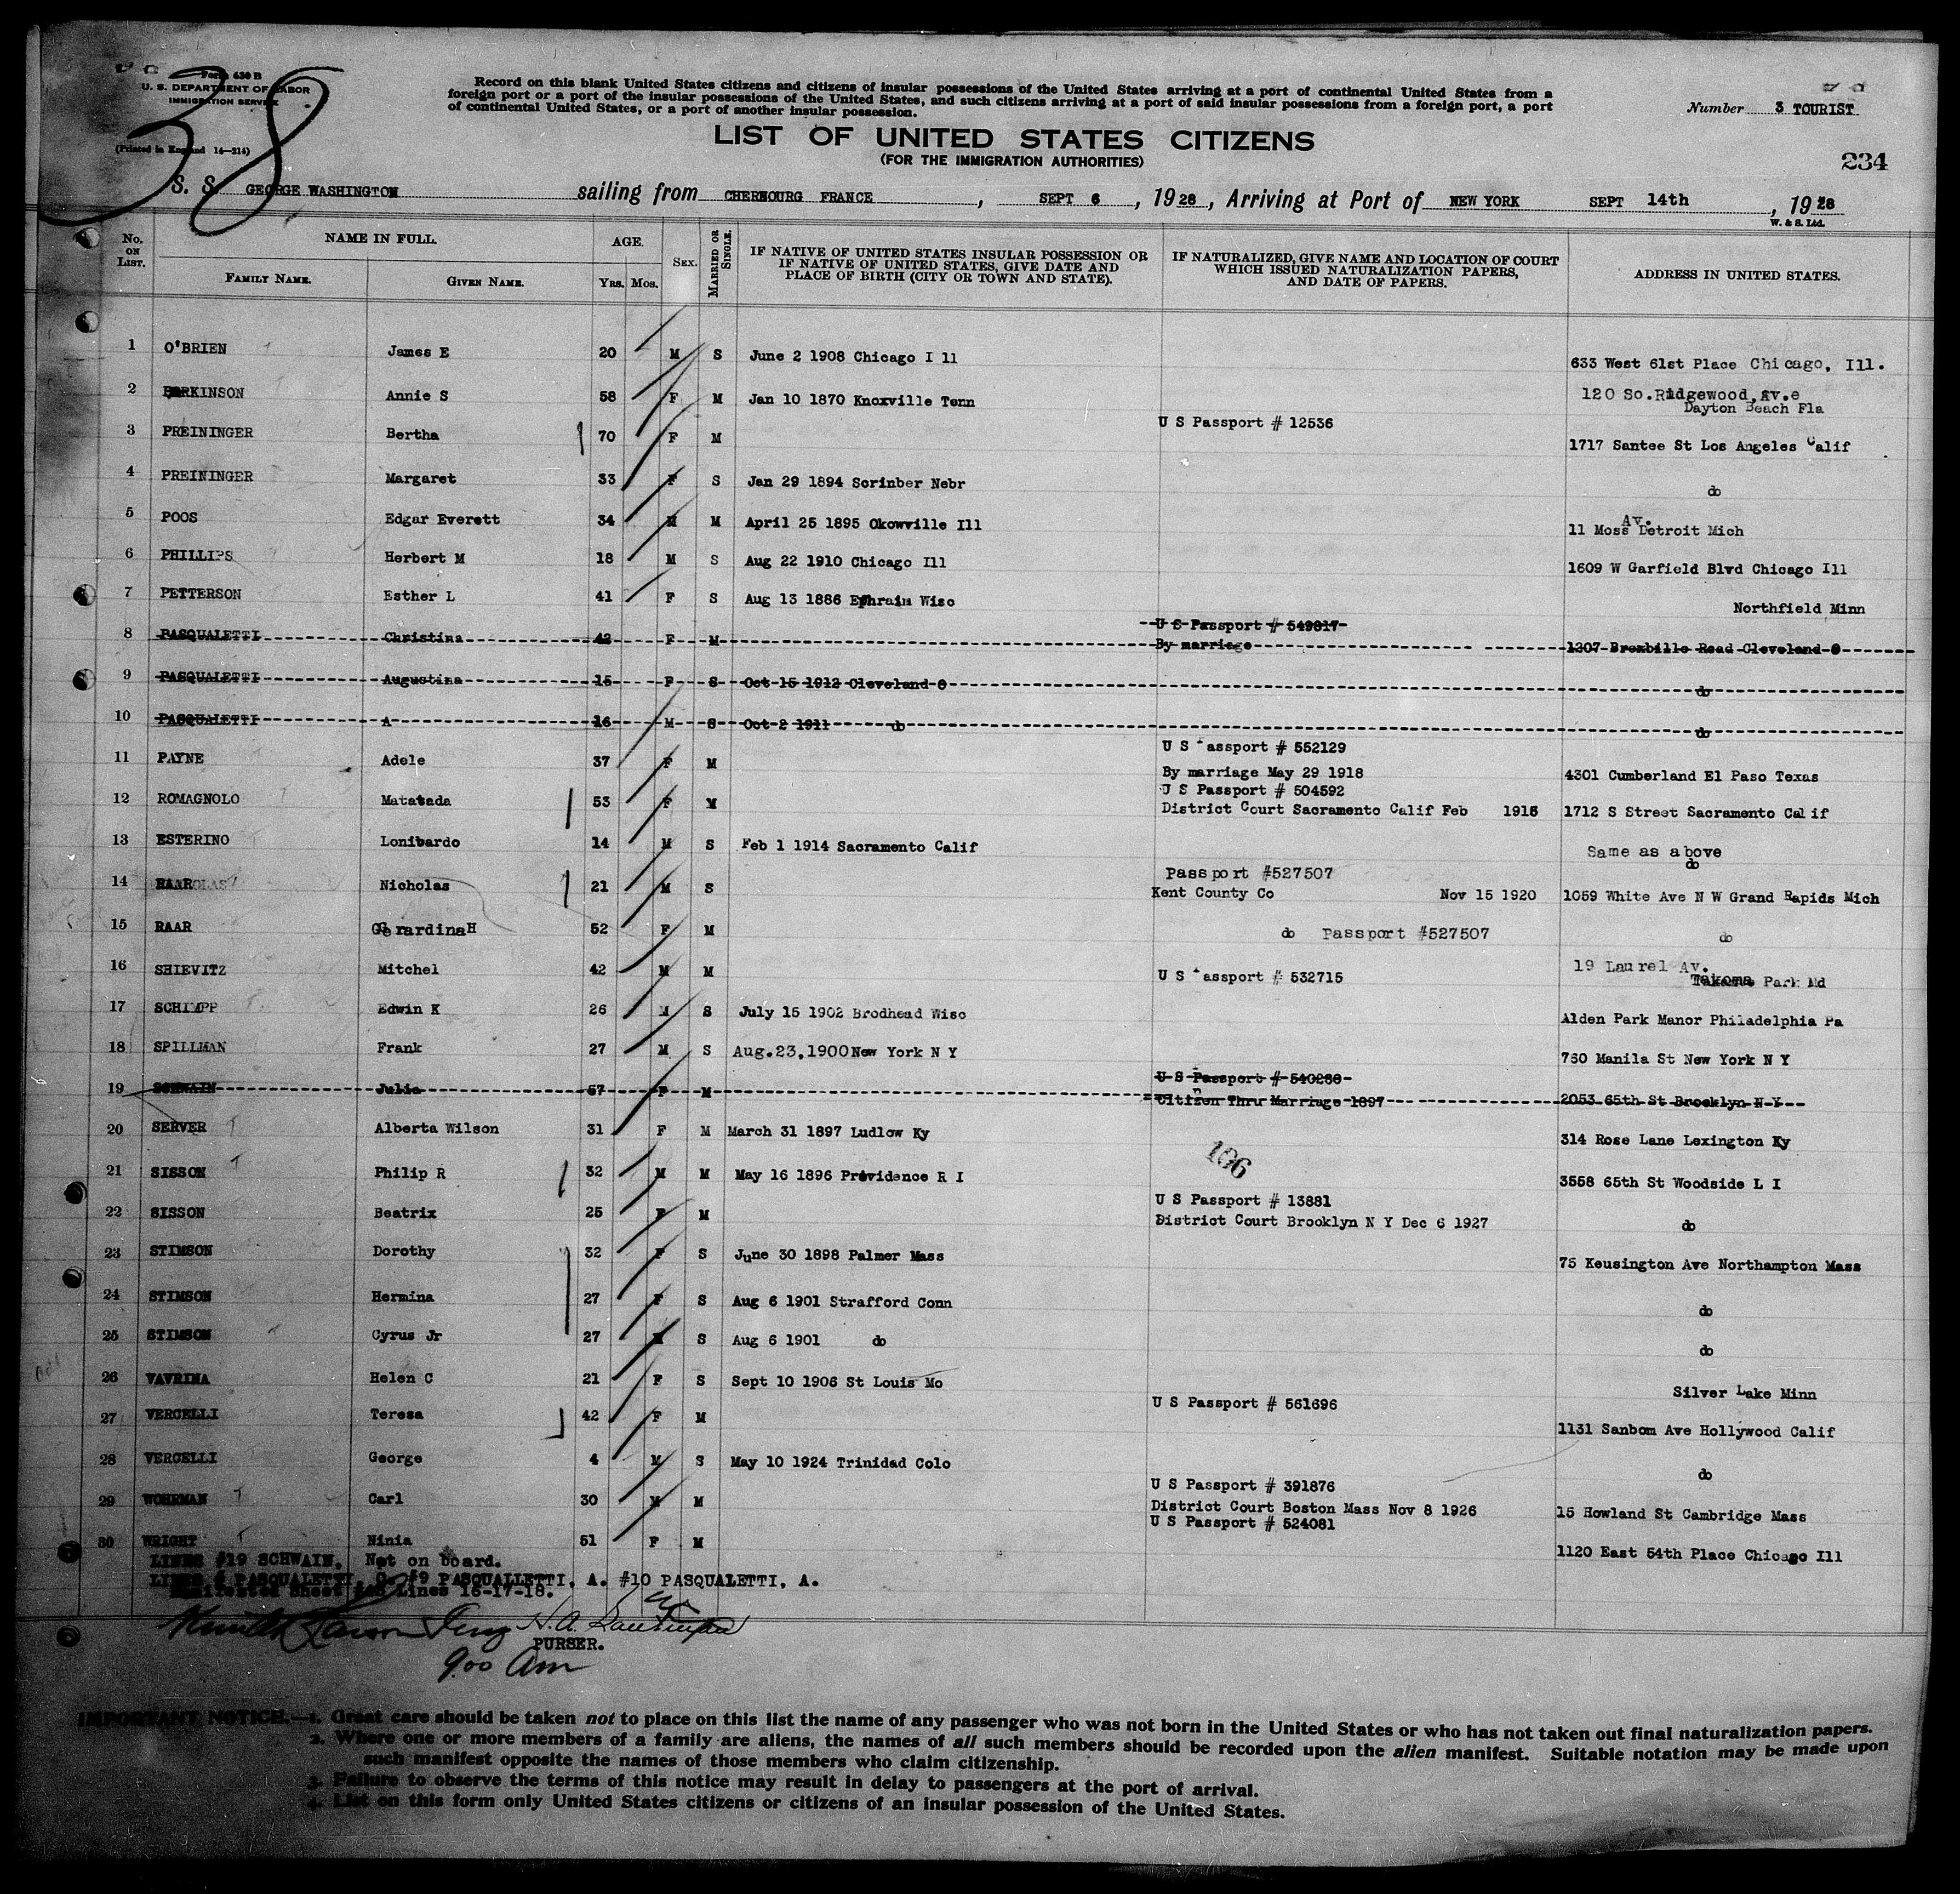 38
Form 630 B
U. S. DEPARTMENT OF LABOR
IMMIGRATION SERVICE
(Printed in England 14—214)
Record on this blank United States citizens and citizens of insular possessions of the United States arriving at a port of continental United States from a
foreign port or a port of the insular possessions of the United States, and such citizens arriving at a port of said insular possessions from a foreign port, a port
of continental United States, or a port of another insular possession.
Number 3 TOURIST
LIST OF UNITED STATES CITIZENS
(FOR THE IMMIGRATION AUTHORITIES)
234
S. S. GEORGE WASHINGTON sailing from CHERBOURG FRANCE, SEPT 6, 1928, Arriving at Port of NEW YORK SEPT 14th, 1928
W. & S. Ltd.
No. ON LIST. NAME IN FULL. FAMILY NAME. GIVEN NAME. AGE. YRS. MOS. SEX. MARRIED OR SINGLE. IF NATIVE OF UNITED STATES INSULAR POSSESSION OR IF NATIVE OF UNITED STATES, GIVE DATE AND PLACE OF BIRTH (CITY OR TOWN AND STATE). IF NATURALIZED, GIVE NAME AND LOCATION OF COURT WHICH ISSUED NATURALIZATION PAPERS, AND DATE OF PAPERS. ADDRESS IN UNITED STATES.
1 O'BRIEN James E 20 M S June 2 1908 Chicago I ll 633 West 61st Place Chicago, Ill.
2 PARKINSON Annie S 58 F M Jan 10 1870 Knoxville Tenn 120 So.Ridgewood,Av.e
Dayton Beach Fla
3 PREININGER Bertha 70 F M U S Passport # 12536 1717 Santee St Los Angeles Calif
4 PREININGER Margaret 33 F S Jan 29 1894 Scrinber Nebr do
5 POOS Edgar Everett 34 M M April 25 1895 Okowville Ill 11 Moss Av. Detroit Mich
6 PHILLIPS Herbert M 18 M S Aug 22 1910 Chicago Ill 1609 W Garfield Blvd Chicago Ill
7 PETTERSON Esther L 41 F S Aug 13 1886 Ephraim Wisc Northfield Minn
U S Passport # 549817
8 PASQUALETTI Christina 42 F M By marriage 1207 Brexbille Road Cleveland O
9 PASQUALETTI Augustina 15 F S Oct 15 1912 Cleveland O do
10 PASQUALETTI A 16 M S Oct 2 1911 do do
U S Passport # 552129
11 PAYNE Adele 37 F M By marriage May 29 1918 4301 Cumberland El Paso Texas
U S Passport # 504592
12 ROMAGNOLO Matatada 53 F M District Court Sacramento Calif Feb 1916 1712 S Street Sacramento Calif
13 ESTERINO Lonibardo 14 M S Feb 1 1914 Sacramento Calif Same as above
do
Passport #527507
14 RAAR Nicholas 21 M S Kent County Co Nov 15 1920 1059 White Ave N W Grand Rapids Mich
15 RAAR Gerardina H 52 F M do Passport #527507 do
16 SHIEVITZ Mitchel 42 M M U S Passport # 532715 19 Laurel Av.
Takoma Park Md
17 SCHIMPP Edwin K 26 M S July 15 1902 Brodhead Wisc Alden Park Manor Philadelphia Pa
18 SPILLMAN Frank 27 M S Aug.23,1900 New York N Y 760 Manila St New York N Y
U S Passport # 540260
19 SCHWAIN Julia 57 F M Citizen Thru Marriage 1897 2053 65th St Brooklyn N Y
20 SERVER Alberta Wilson 31 F M March 31 1897 Ludlow Ky 314 Rose Lane Lexington Ky
196
21 SISSON Philip R 32 M M May 16 1896 Providence R I 3558 65th St Woodside L I
U S Passport # 13881
22 SISSON Beatrix 25 F M District Court Brooklyn N Y Dec 6 1927 do
23 STIMSON Dorothy 32 F S June 30 1898 Palmer Mass 75 Keusington Ave Northampton Mass
24 STIMSON Hermina 27 F S Aug 6 1901 Strafford Conn do
25 STIMSON Cyrus Jr 27 M S Aug 6 1901 do do
26 VAVRINA Helen C 21 F S Sept 10 1906 St Louis Mo Silver Lake Minn
27 VERCELLI Teresa 42 F M U S Passport # 561696 1131 Sanbom Ave Hollywood Calif
28 VERCELLI George 4 M S May 10 1924 Trinidad Colo do
U S Passport # 391876
29 WOHRMAN Carl 30 M M District Court Boston Mass Nov 8 1926 15 Howland St Cambridge Mass
U S Passport # 524081
30 WRIGHT Ninia 51 F M 1120 East 54th Place Chicago Ill
LINES #19 SCHWAIN, Not on board.
LINES # PASQUALETTI, C. #9 PASQUALLETTI, A. #10 PASQUALETTI, A.
Manifested Sheet Lines 16-17-18.
PURSER.
9.00 Am
IMPORTANT NOTICE.—1. Great care should be taken not to place on this list the name of any passenger who was not born in the United States or who has not taken out final naturalization papers.
2. Where one or more members of a family are aliens, the names of all such members should be recorded upon the alien manifest. Suitable notation may be made upon
such manifest opposite the names of those members who claim citizenship.
3. Failure to observe the terms of this notice may result in delay to passengers at the port of arrival.
4. List on this form only United States citizens or citizens of an insular possession of the United States.